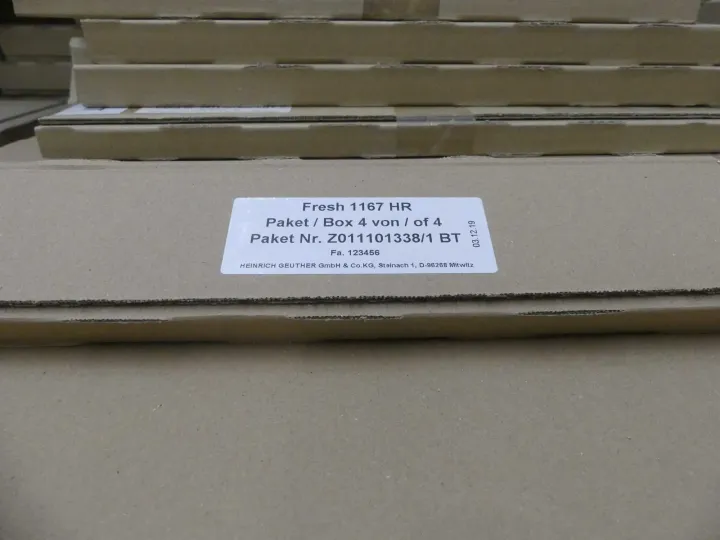 Fresh 1167 HR
Paket / Box 4 von / of 4
Paket Nr. Z011101338/1 BT
Fa. 123456
HEINRICH GEUTHER GmbH & Co.KG, Steinach 1, D-96268 Mitwitz
03.12.19